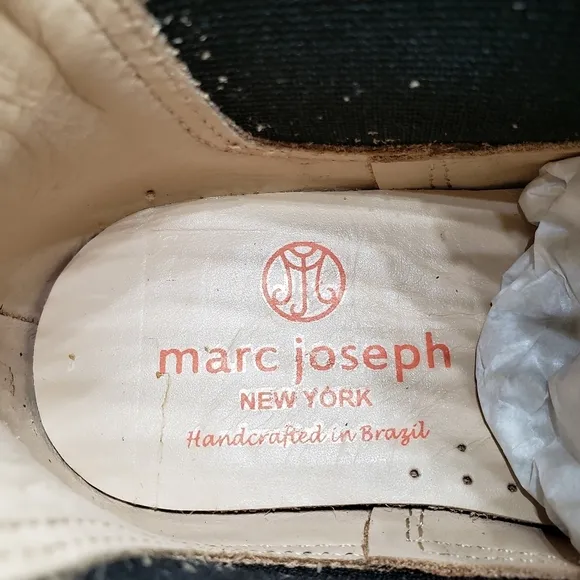 marc joseph
NEW YORK
Handcrafted in Brazil